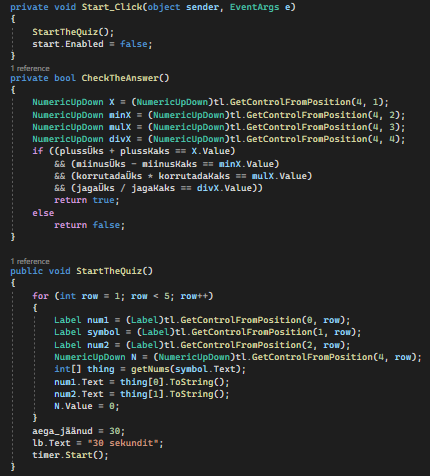 private void Start_Click(object sender, EventArgs e)
{
StartTheQuiz();
start.Enabled = false;
}
1 reference
private bool CheckTheAnswer()
{
NumericUpDown X = (NumericUpDown)tl.GetControlFromPosition(4, 1);
NumericUpDown minX = (NumericUpDown)tl.GetControlFromPosition(4, 2);
NumericUpDown mulX = (NumericUpDown)tl.GetControlFromPosition(4, 3);
NumericUpDown divX = (NumericUpDown)tl.GetControlFromPosition(4, 4);
if ((plussÜks + plussKaks == X.Value)
&& (miinusÜks - miinusKaks == minX.Value)
&& (korrutadaÜks * korrutadaKaks == mulX.Value)
&& (jagaÜks / jagaKaks == divX.Value))
return true;
else
return false;
}
1 reference
public void StartTheQuiz()
{
for (int row = 1; row < 5; row++)
{
Label num1 = (Label)tl.GetControlFromPosition(0, row);
Label symbol = (Label)tl.GetControlFromPosition(1, row);
Label num2 = (Label)tl.GetControlFromPosition(2, row);
NumericUpDown N = (NumericUpDown)tl.GetControlFromPosition(4, row);
int[] thing = getNums(symbol.Text);
num1.Text = thing[0].ToString();
num2.Text = thing[1].ToString();
N.Value = 0;
}
aega_jäänud = 30;
lb.Text = "30 sekundit";
timer.Start();
}